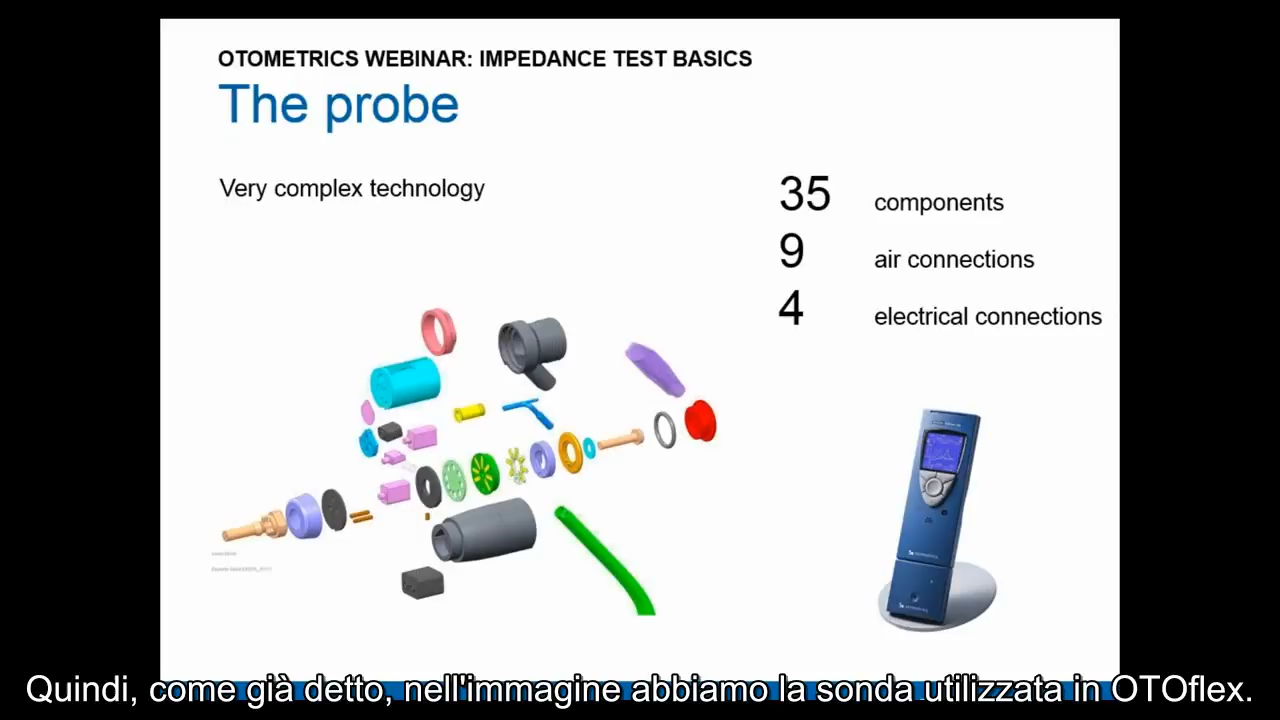 OTOMETRICS WEBINAR: IMPEDANCE TEST BASICS
The probe
Very complex technology
35 components
9 air connections
4 electrical connections
Quindi, come già detto, nell'immagine abbiamo la sonda utilizzata in OTOflex.